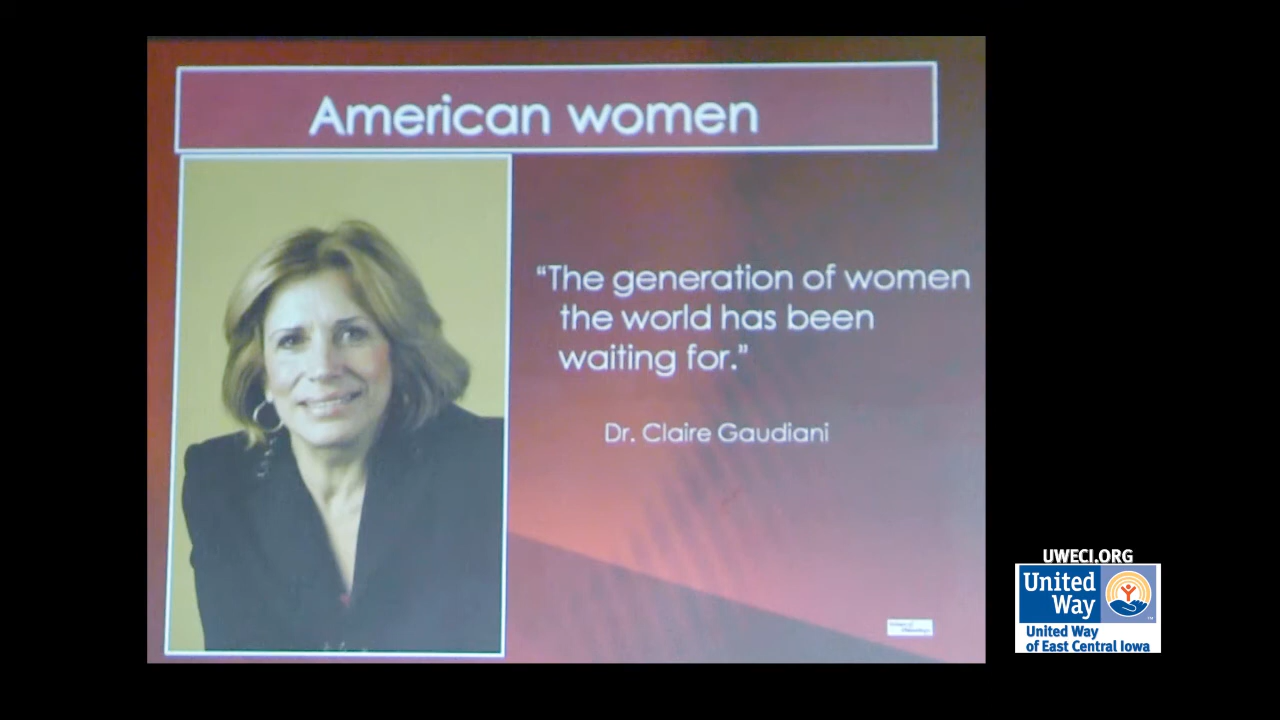 American women
“The generation of women
the world has been
waiting for.”
Dr. Claire Gaudiani
UWECI.ORG
United
Way
United Way
of East Central Iowa